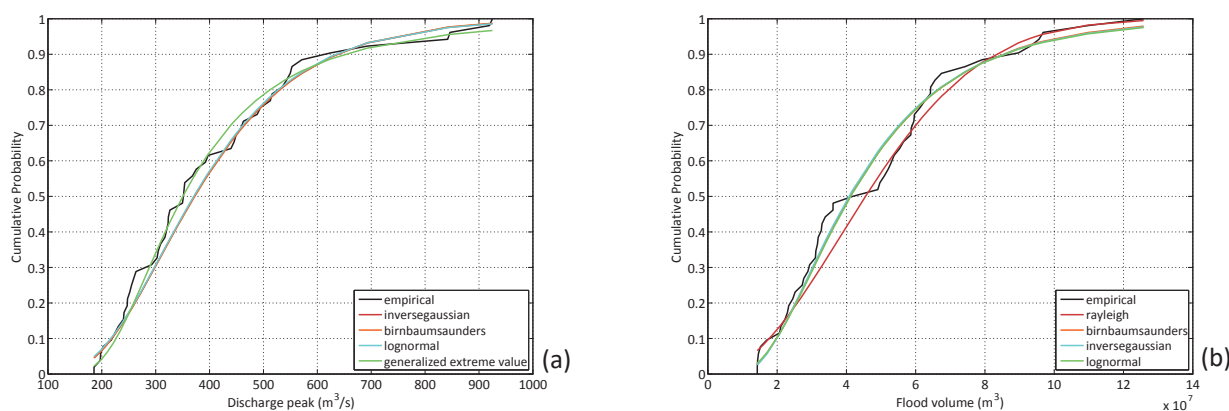 1
0.9
0.8
0.7
0.6
0.5
0.4
0.3
0.2
0.1
0
Cumulative Probability
100 200 300 400 500 600 700 800 900 1000
Discharge peak (m³/s)
empirical
inversegaussian
birnbaumsaunders
lognormal
generalized extreme value
(a)
1
0.9
0.8
0.7
0.6
0.5
0.4
0.3
0.2
0.1
0
Cumulative Probability
0 2 4 6 8 10 12 14
x 10⁷
Flood volume (m³)
empirical
rayleigh
birnbaumsaunders
inversegaussian
lognormal
(b)